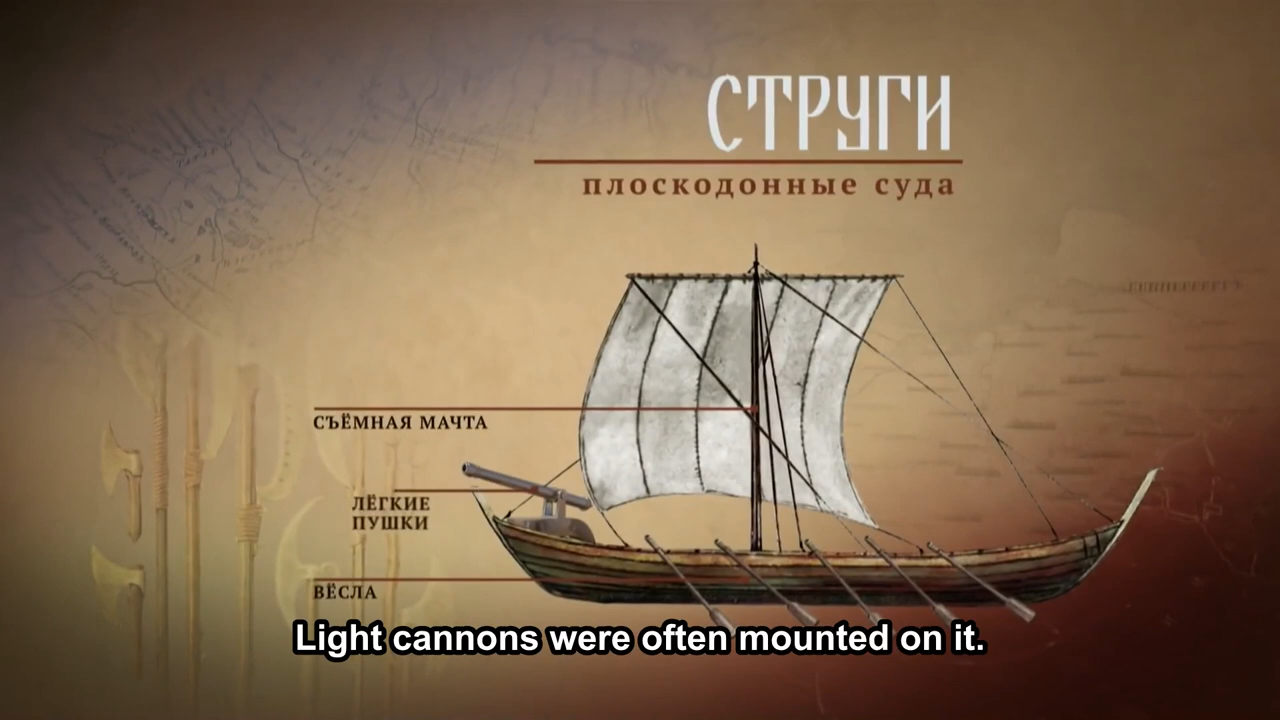 СТРУГИ
плоскодонные суда
СЪЁМНАЯ МАЧТА
ЛЁГКИЕ
ПУШКИ
ВЁСЛА
Light cannons were often mounted on it.